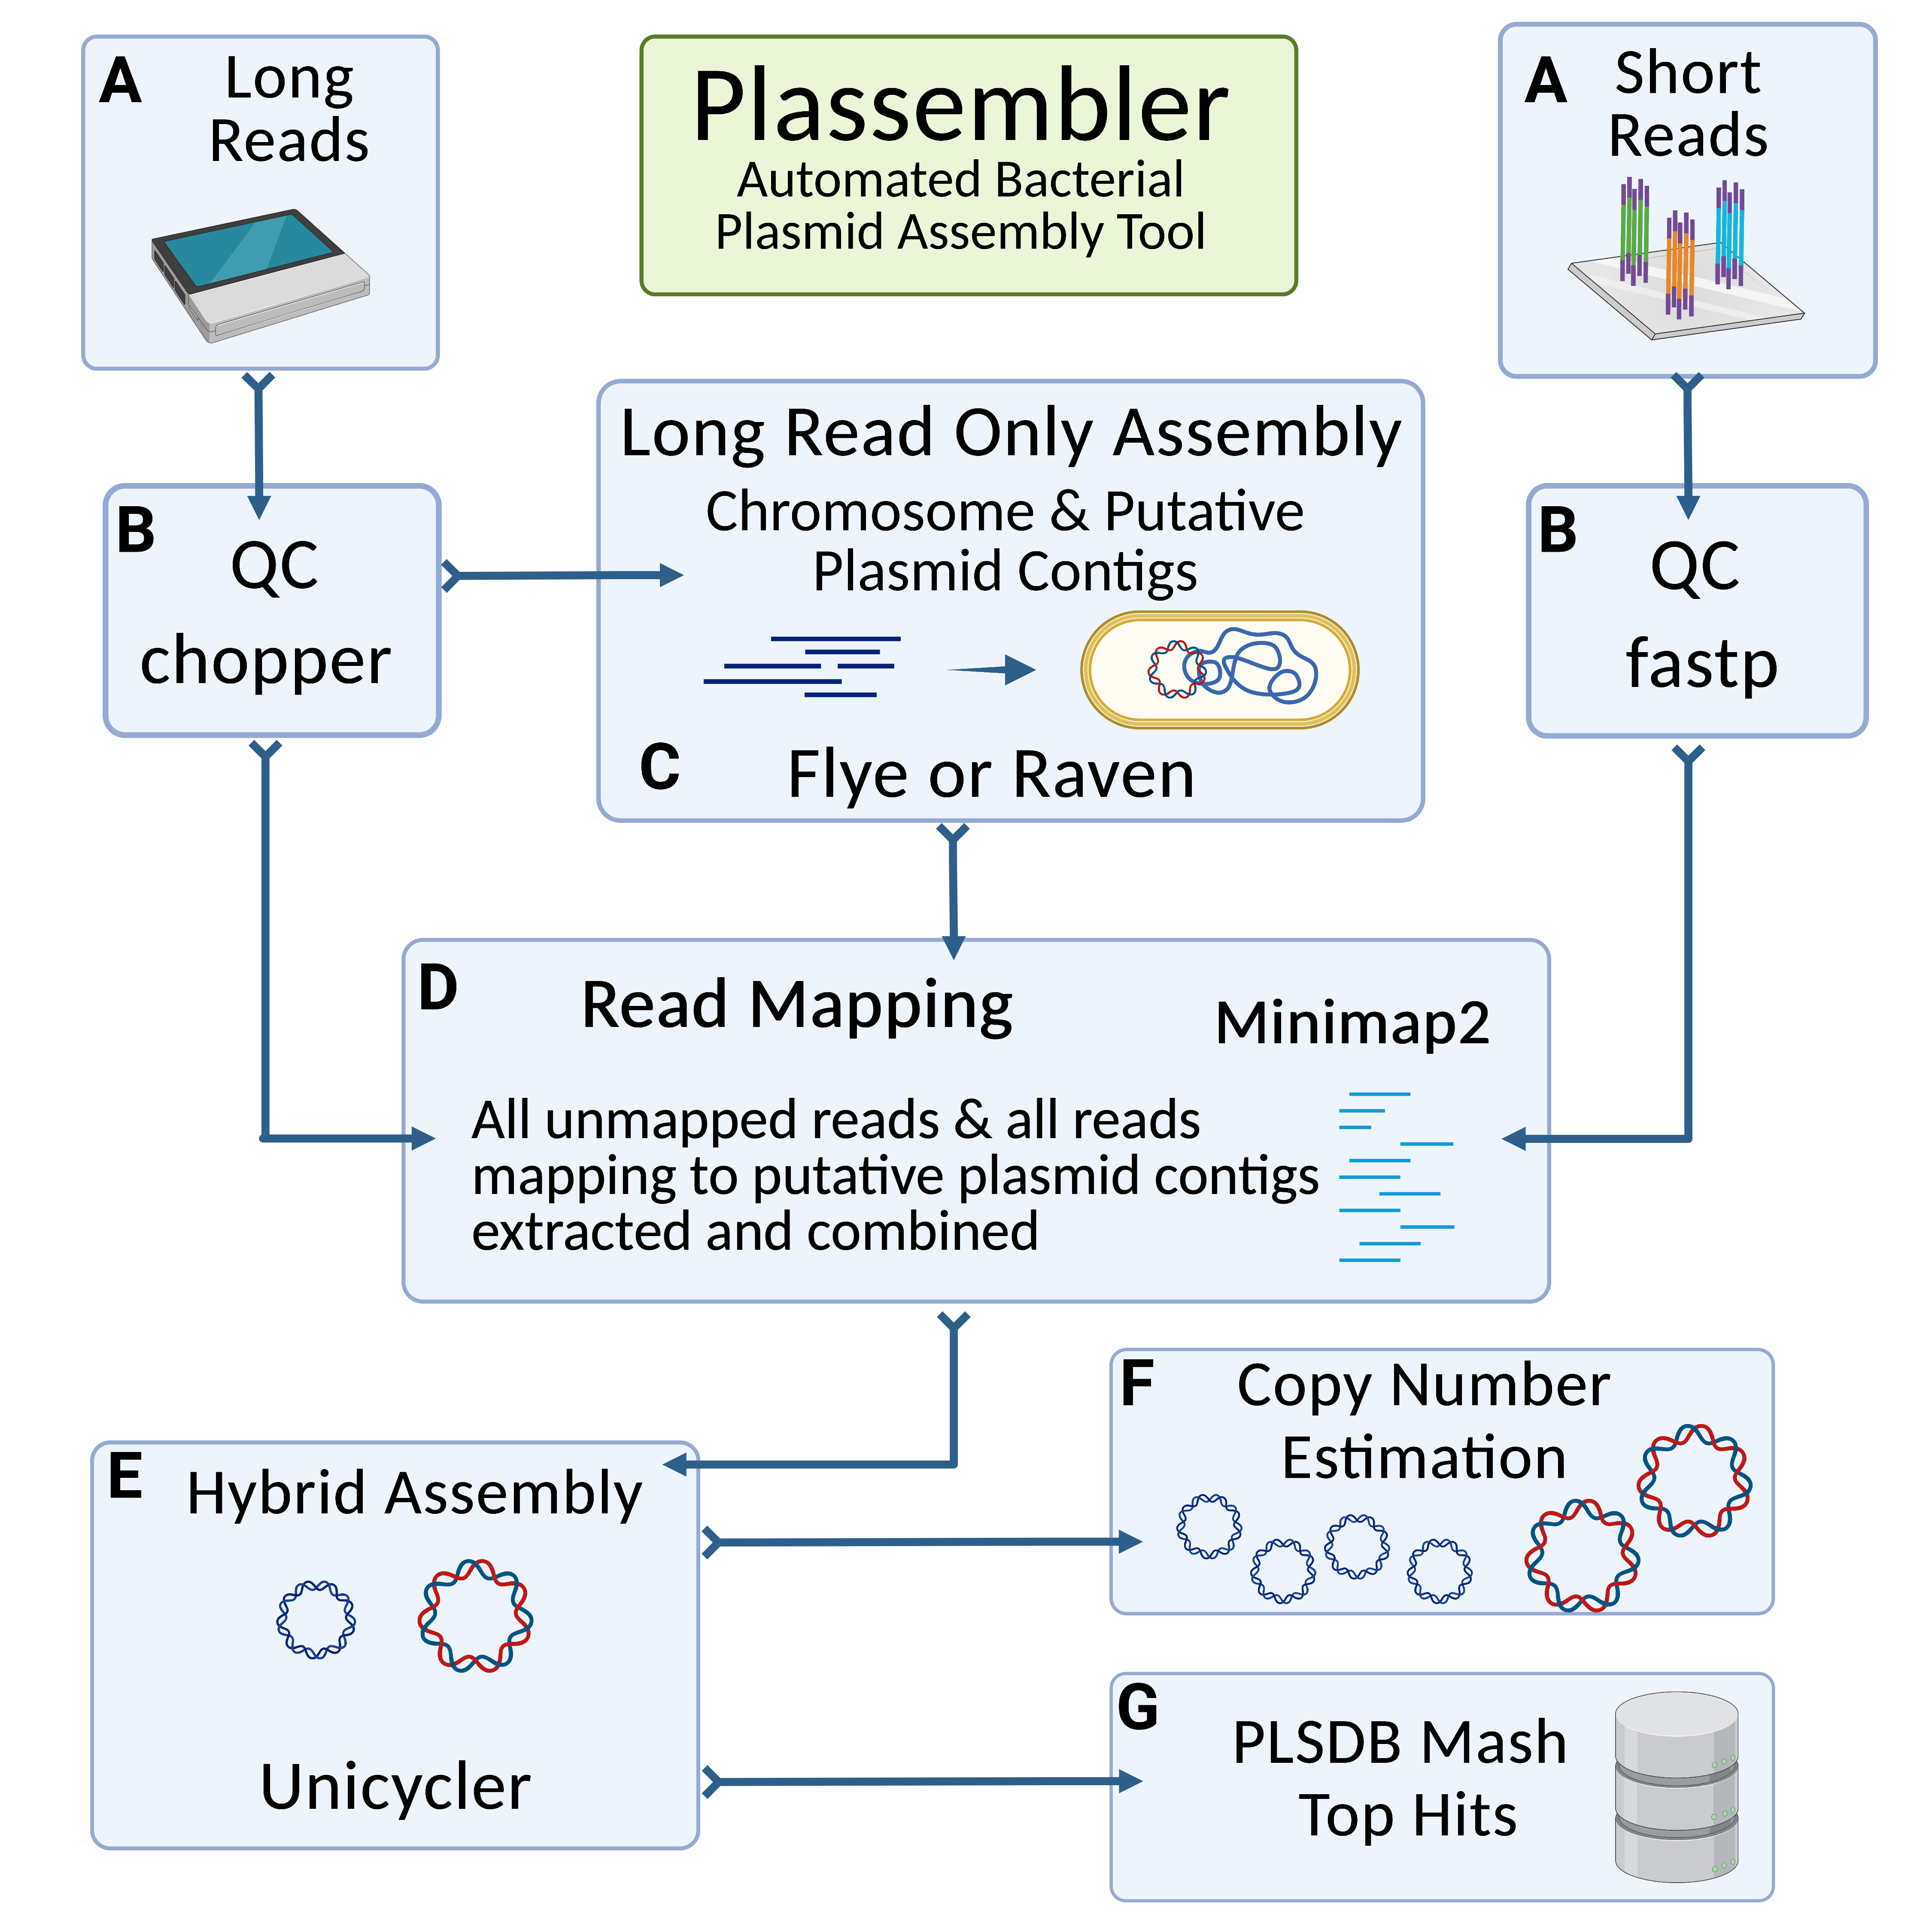 A
Long
Reads
Plassembler
Automated Bacterial
Plasmid Assembly Tool
A
Short
Reads
B
QC
chopper
Long Read Only Assembly
Chromosome & Putative
Plasmid Contigs
C
Flye or Raven
B
QC
fastp
D
Read Mapping
Minimap2
All unmapped reads & all reads
mapping to putative plasmid contigs
extracted and combined
E
Hybrid Assembly
Unicycler
F
Copy Number
Estimation
G
PLSDB Mash
Top Hits